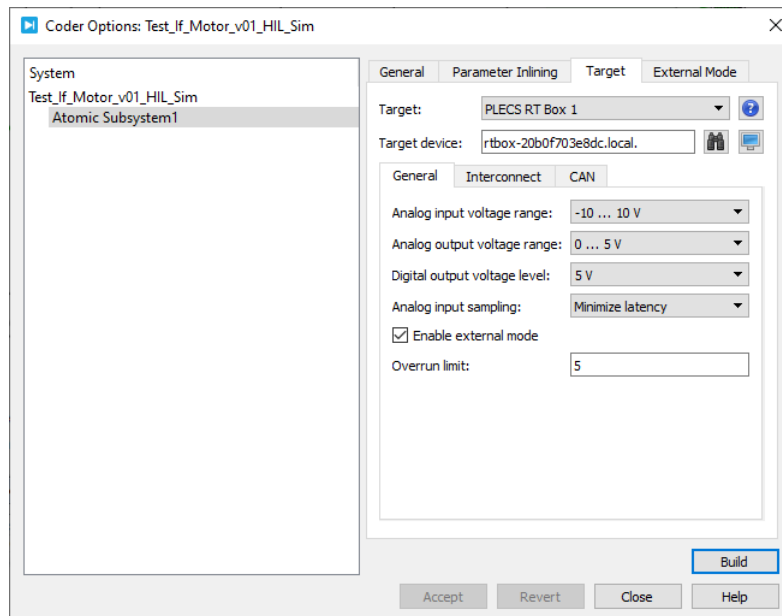 Coder Options: Test_If_Motor_v01_HIL_Sim
System
Test_If_Motor_v01_HIL_Sim
Atomic Subsystem1
General Parameter Inlining Target External Mode
Target: PLECS RT Box 1
Target device: rtbox-20b0f703e8dc.local.
General Interconnect CAN
Analog input voltage range: -10 ... 10 V
Analog output voltage range: 0 ... 5 V
Digital output voltage level: 5 V
Analog input sampling: Minimize latency
Enable external mode
Overrun limit: 5
Build
Accept Revert Close Help